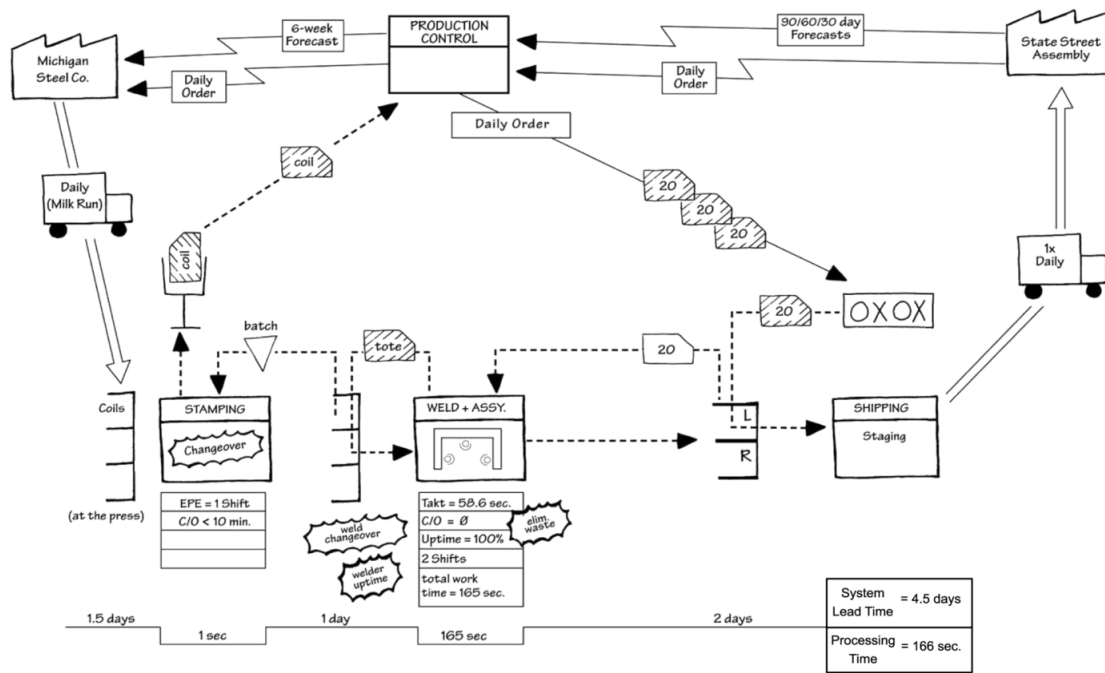 6-week
Forecast
PRODUCTION
CONTROL
90/60/30 day
Forecasts
Michigan
Steel Co.
State Street
Assembly
Daily
Order
Daily
Order
Daily Order
coil
20
20
20
Daily
(Milk Run)
coil
1x
Daily
batch
tote
20
20
OXOX
Coils
STAMPING
WELD + ASSY.
L
R
SHIPPING
Changeover
Staging
(at the press)
EPE = 1 Shift
C/O < 10 min.
Takt = 58.6 sec.
C/O = Ø
Uptime = 100%
2 Shifts
total work
time = 165 sec.
elim.
waste
weld
changeover
welder
uptime
1.5 days
1 sec
1 day
165 sec
2 days
System
Lead Time = 4.5 days
Processing
Time = 166 sec.